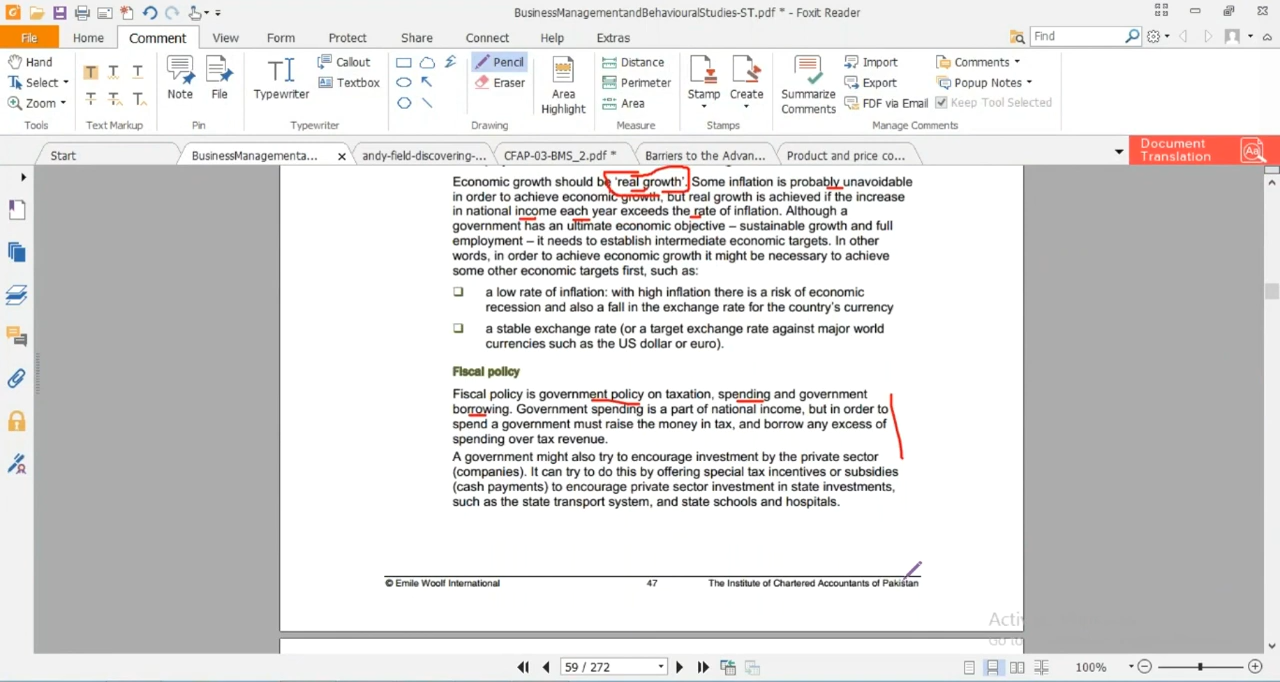 BusinessManagementandBehaviouralStudies-ST.pdf * - Foxit Reader
File Home Comment View Form Protect Share Connect Help Extras Find
Hand
Select
Zoom
Tools
Text Markup
Note File
Pin
Typewriter Callout
Textbox
Typewriter
Pencil
Eraser
Area
Highlight
Drawing
Distance
Perimeter
Area
Measure
Stamp Create
Stamps
Summarize
Comments
Import
Export
FDF via Email
Comments
Popup Notes
Keep Tool Selected
Manage Comments
Document
Translation
Start BusinessManagementa... andy-field-discovering-... CFAP-03-BMS_2.pdf * Barriers to the Advan... Product and price co...
Economic growth should be ‘real growth’. Some inflation is probably unavoidable
in order to achieve economic growth, but real growth is achieved if the increase
in national income each year exceeds the rate of inflation. Although a
government has an ultimate economic objective – sustainable growth and full
employment – it needs to establish intermediate economic targets. In other
words, in order to achieve economic growth it might be necessary to achieve
some other economic targets first, such as:
a low rate of inflation: with high inflation there is a risk of economic
recession and also a fall in the exchange rate for the country’s currency
a stable exchange rate (or a target exchange rate against major world
currencies such as the US dollar or euro).
Fiscal policy
Fiscal policy is government policy on taxation, spending and government
borrowing. Government spending is a part of national income, but in order to
spend a government must raise the money in tax, and borrow any excess of
spending over tax revenue.
A government might also try to encourage investment by the private sector
(companies). It can try to do this by offering special tax incentives or subsidies
(cash payments) to encourage private sector investment in state investments,
such as the state transport system, and state schools and hospitals.
© Emile Woolf International 47 The Institute of Chartered Accountants of Pakistan
59 / 272 100%